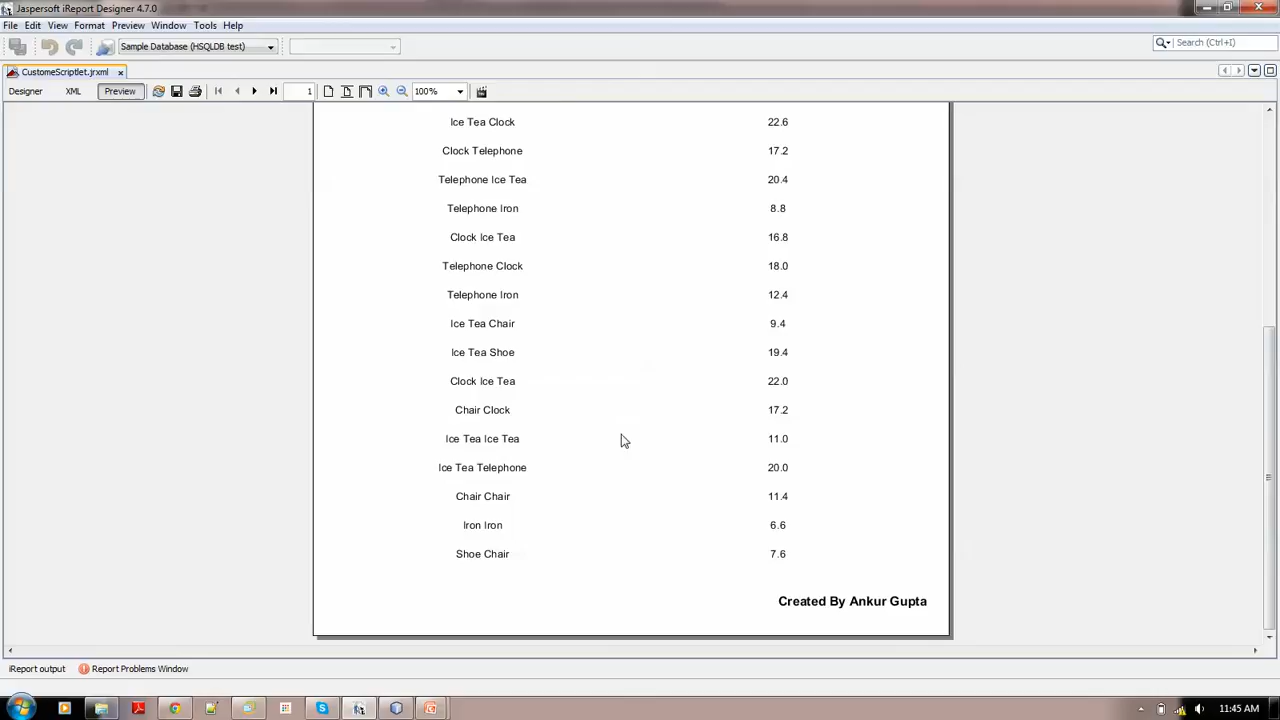 Jaspersoft iReport Designer 4.7.0
File Edit View Format Preview Window Tools Help
Sample Database (HSQLDB test)
Search (Ctrl+I)
CustomeScriptlet.jrxml
Designer XML Preview 1 100%
Ice Tea Clock 22.6
Clock Telephone 17.2
Telephone Ice Tea 20.4
Telephone Iron 8.8
Clock Ice Tea 16.8
Telephone Clock 18.0
Telephone Iron 12.4
Ice Tea Chair 9.4
Ice Tea Shoe 19.4
Clock Ice Tea 22.0
Chair Clock 17.2
Ice Tea Ice Tea 11.0
Ice Tea Telephone 20.0
Chair Chair 11.4
Iron Iron 6.6
Shoe Chair 7.6
Created By Ankur Gupta
iReport output Report Problems Window
11:45 AM